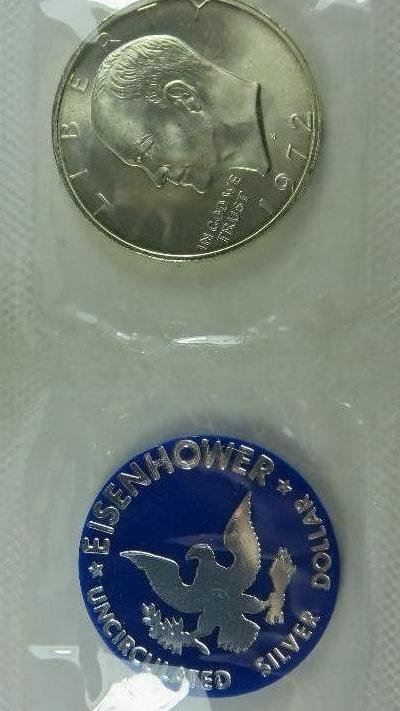 LIBER
IN GOD WE
TRUST
1972
S
EISENHOWER
UNCIRCULATED
SILVER DOLLAR